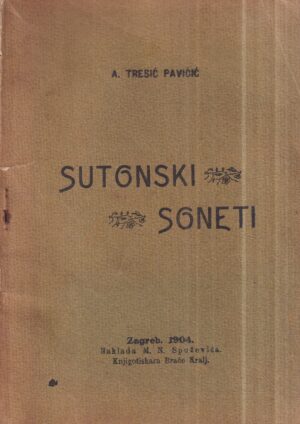 A. TRESIĆ PAVIČIĆ
SUTONSKI
SONETI
Zagreb. 1904.
Naklada M. N. Spuževića.
Knjigotiskara Braće Kralj.